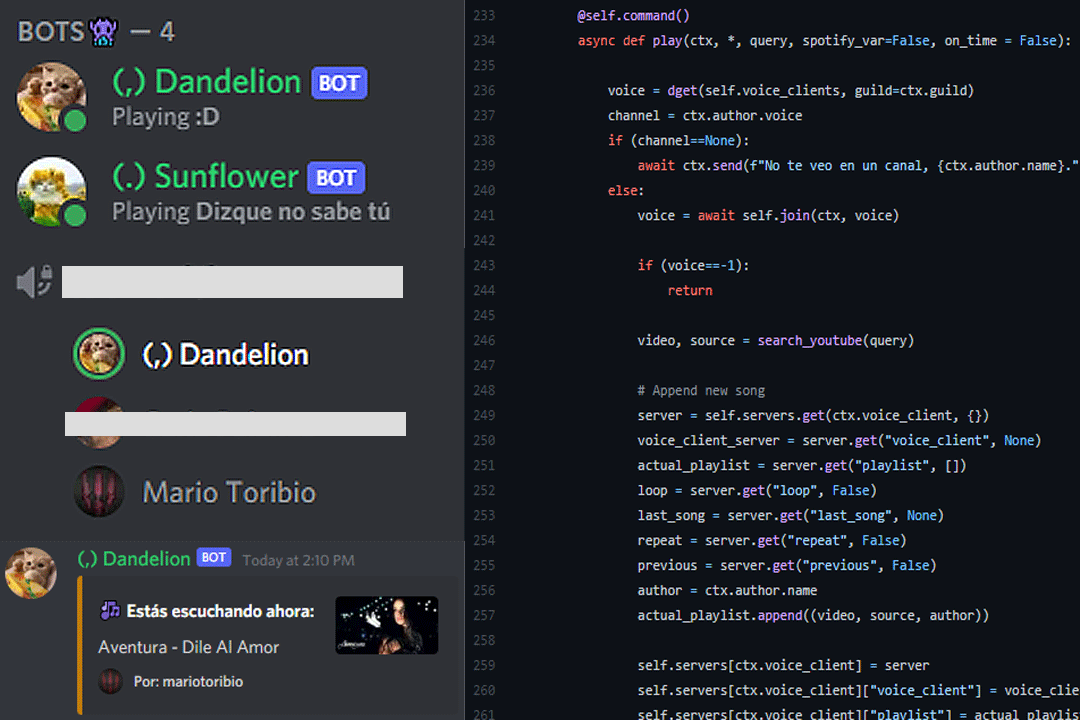 BOTS — 4
(,) Dandelion BOT
Playing :D
(.) Sunflower BOT
Playing Dizque no sabe tú
(,) Dandelion
Mario Toribio
(,) Dandelion BOT Today at 2:10 PM
Estás escuchando ahora:
Aventura - Dile Al Amor
Por: mariotoribio
233 @self.command()
234 async def play(ctx, *, query, spotify_var=False, on_time = False):
235
236 voice = dget(self.voice_clients, guild=ctx.guild)
237 channel = ctx.author.voice
238 if (channel==None):
239 await ctx.send(f"No te veo en un canal, {ctx.author.name}."
240 else:
241 voice = await self.join(ctx, voice)
242
243 if (voice==-1):
244 return
245
246 video, source = search_youtube(query)
247
248 # Append new song
249 server = self.servers.get(ctx.voice_client, {})
250 voice_client_server = server.get("voice_client", None)
251 actual_playlist = server.get("playlist", [])
252 loop = server.get("loop", False)
253 last_song = server.get("last_song", None)
254 repeat = server.get("repeat", False)
255 previous = server.get("previous", False)
256 author = ctx.author.name
257 actual_playlist.append((video, source, author))
258
259 self.servers[ctx.voice_client] = server
260 self.servers[ctx.voice_client]["voice_client"] = voice_clie
261 self.servers[ctx.voice_client]["playlist"] = actual_playlis